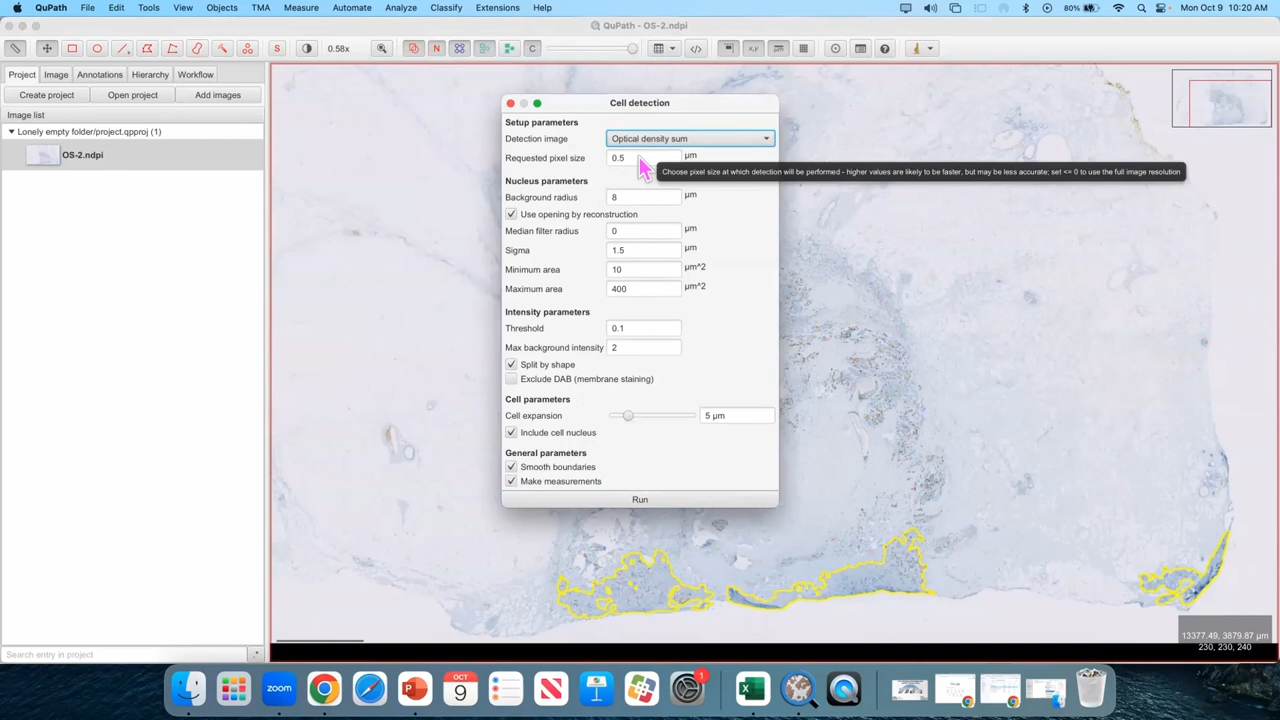 QuPath File Edit Tools View Objects TMA Measure Automate Analyze Classify Extensions Help 80% Mon Oct 9 10:20 AM
QuPath - OS-2.ndpi
S 0.58x N C x,y µm
Project Image Annotations Hierarchy Workflow
Create project Open project Add images
Image list
Lonely empty folder/project.qpproj (1)
OS-2.ndpi
Cell detection
Setup parameters
Detection image Optical density sum
Requested pixel size 0.5 µm
Choose pixel size at which detection will be performed - higher values are likely to be faster, but may be less accurate; set <= 0 to use the full image resolution
Nucleus parameters
Background radius 8 µm
Use opening by reconstruction
Median filter radius 0 µm
Sigma 1.5 µm
Minimum area 10 µm^2
Maximum area 400 µm^2
Intensity parameters
Threshold 0.1
Max background intensity 2
Split by shape
Exclude DAB (membrane staining)
Cell parameters
Cell expansion 5 µm
Include cell nucleus
General parameters
Smooth boundaries
Make measurements
Run
13377.49, 3879.87 µm
230, 230, 240
Search entry in project ...
OCT
9
zoom
1